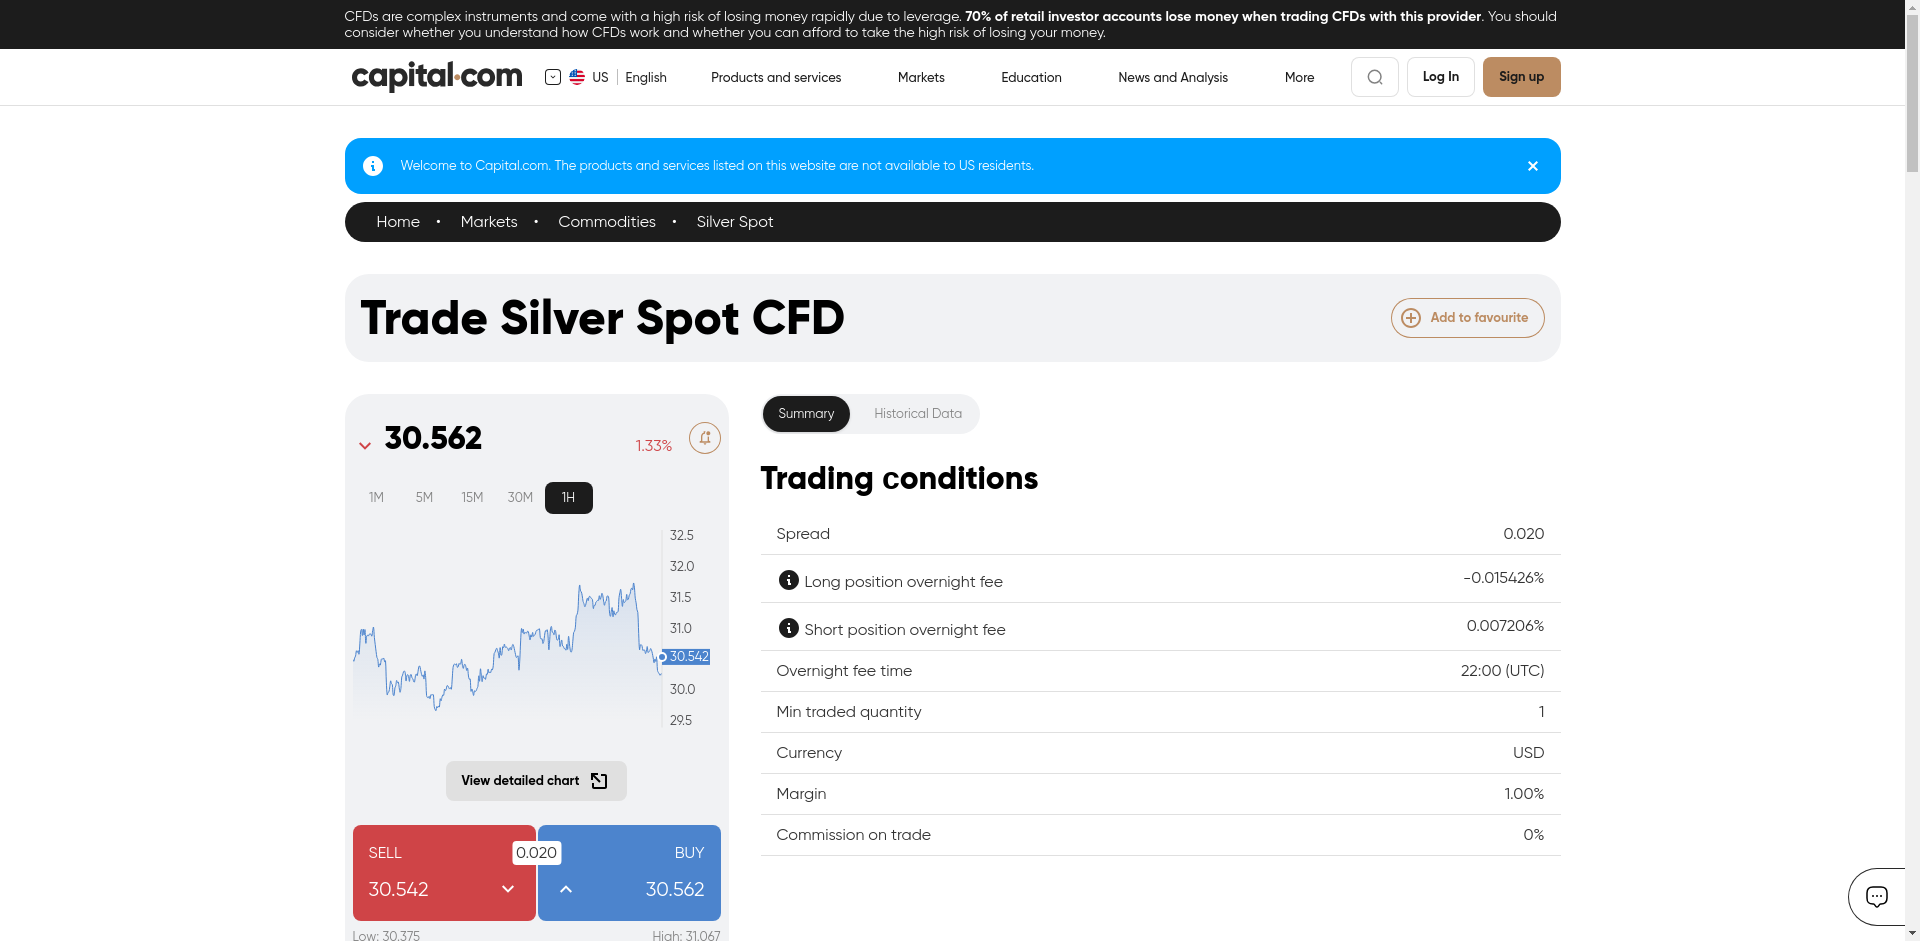 CFDs are complex instruments and come with a high risk of losing money rapidly due to leverage. 70% of retail investor accounts lose money when trading CFDs with this provider. You should
consider whether you understand how CFDs work and whether you can afford to take the high risk of losing your money.
capital.com US English Products and services Markets Education News and Analysis More Log In Sign up
Welcome to Capital.com. The products and services listed on this website are not available to US residents.
Home • Markets • Commodities • Silver Spot
Trade Silver Spot CFD
Add to favourite
30.562
1.33%
1M 5M 15M 30M 1H
32.5
32.0
31.5
31.0
30.542
30.0
29.5
View detailed chart
SELL
0.020
BUY
30.542
30.562
Low: 30.375
High: 31.067
Summary Historical Data
Trading conditions
Spread 0.020
Long position overnight fee -0.015426%
Short position overnight fee 0.007206%
Overnight fee time 22:00 (UTC)
Min traded quantity 1
Currency USD
Margin 1.00%
Commission on trade 0%